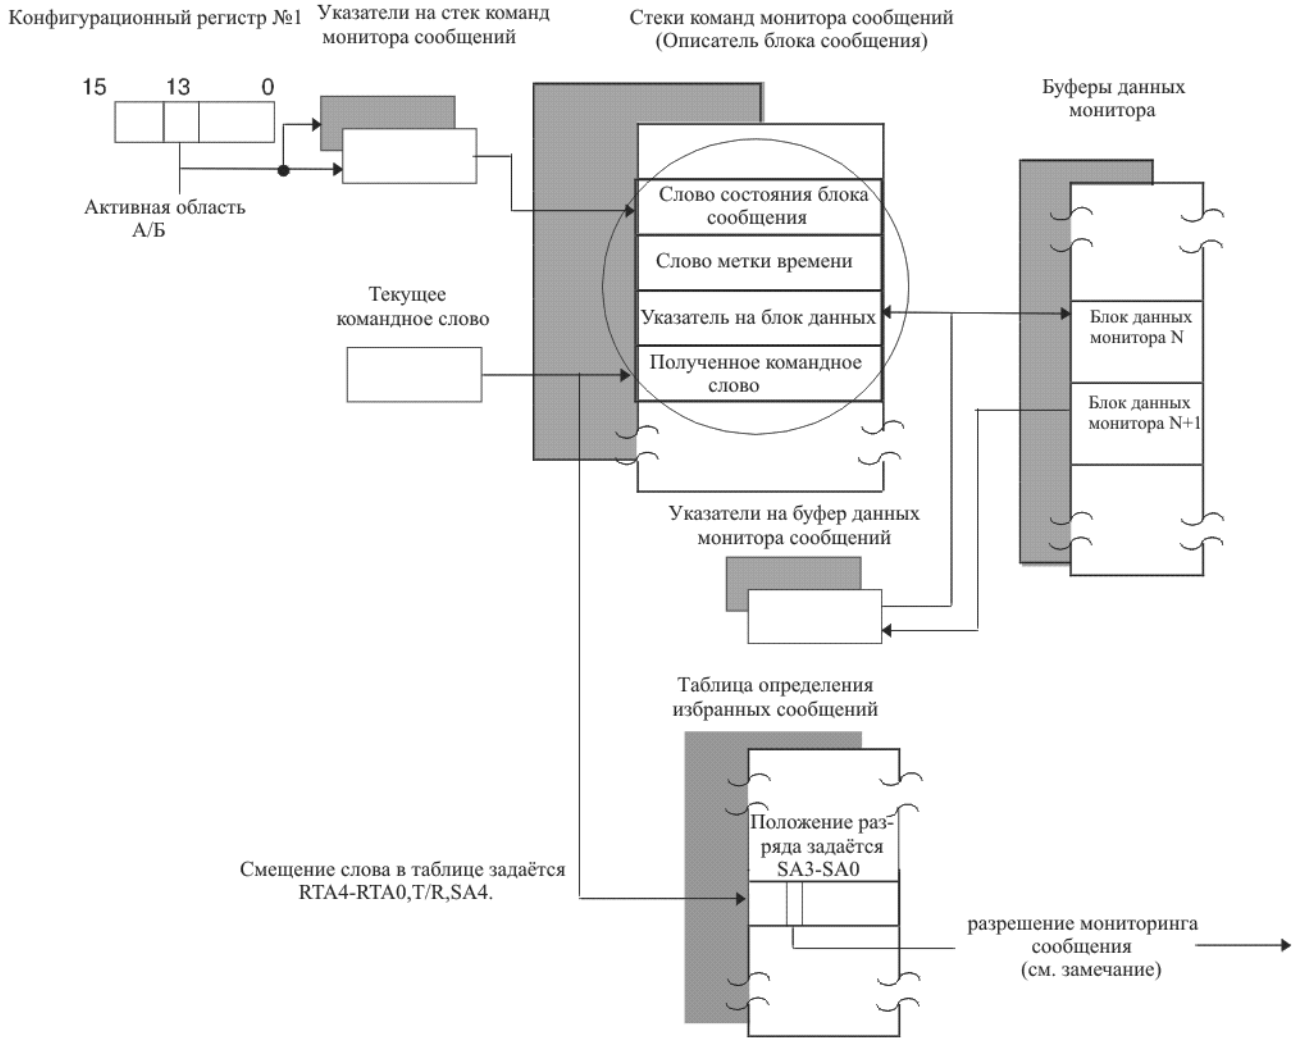 Конфигурационный регистр №1
Указатели на стек команд
монитора сообщений
Стеки команд монитора сообщений
(Описатель блока сообщения)
15 13 0
Активная область
А/Б
Буферы данных
монитора
Слово состояния блока
сообщения
Слово метки времени
Указатель на блок данных
Полученное командное
слово
Текущее
командное слово
Блок данных
монитора N
Блок данных
монитора N+1
Указатели на буфер данных
монитора сообщений
Таблица определения
избранных сообщений
Положение раз-
ряда задаётся
SA3-SA0
Смещение слова в таблице задаётся
RTA4-RTA0,T/R,SA4.
разрешение мониторинга
сообщения
(см. замечание)